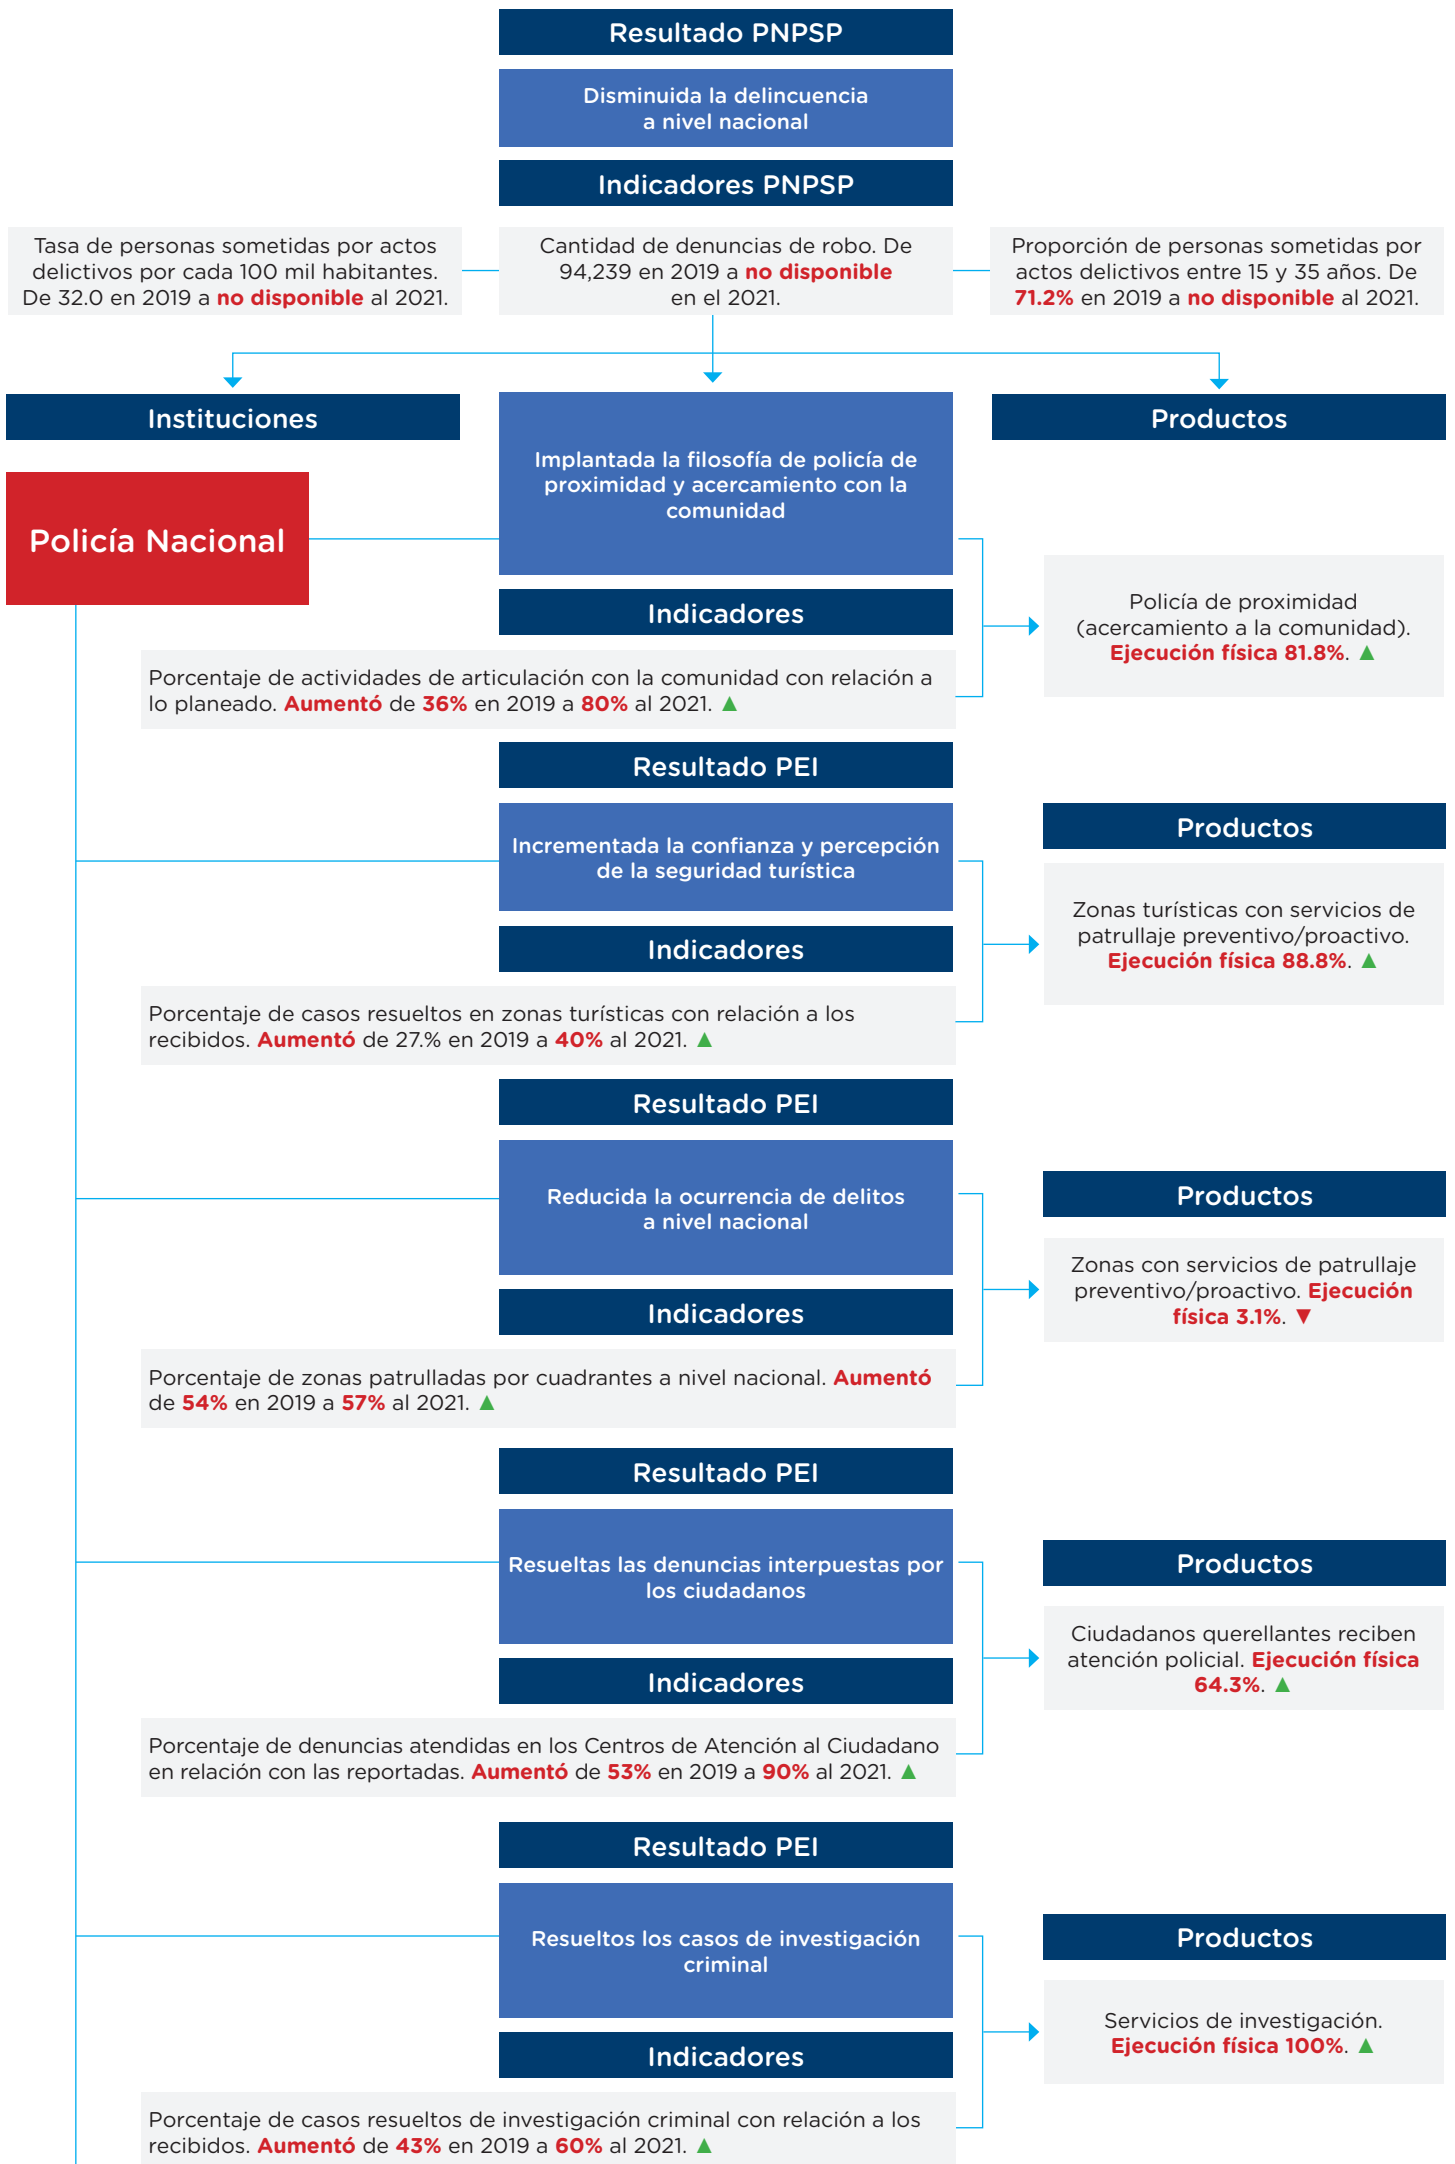 Resultado PNPSP
Disminuida la delincuencia
a nivel nacional
Indicadores PNPSP
Tasa de personas sometidas por actos
delictivos por cada 100 mil habitantes.
De 32.0 en 2019 a no disponible al 2021.
Cantidad de denuncias de robo. De
94,239 en 2019 a no disponible
en el 2021.
Proporción de personas sometidas por
actos delictivos entre 15 y 35 años. De
71.2% en 2019 a no disponible al 2021.
Instituciones
Policía Nacional
Implantada la filosofía de policía de
proximidad y acercamiento con la
comunidad
Indicadores
Porcentaje de actividades de articulación con la comunidad con relación a
lo planeado. Aumentó de 36% en 2019 a 80% al 2021. ▲
Productos
Policía de proximidad
(acercamiento a la comunidad).
Ejecución física 81.8%. ▲
Resultado PEI
Incrementada la confianza y percepción
de la seguridad turística
Indicadores
Porcentaje de casos resueltos en zonas turísticas con relación a los
recibidos. Aumentó de 27.% en 2019 a 40% al 2021. ▲
Productos
Zonas turísticas con servicios de
patrullaje preventivo/proactivo.
Ejecución física 88.8%. ▲
Resultado PEI
Reducida la ocurrencia de delitos
a nivel nacional
Indicadores
Porcentaje de zonas patrulladas por cuadrantes a nivel nacional. Aumentó
de 54% en 2019 a 57% al 2021. ▲
Productos
Zonas con servicios de patrullaje
preventivo/proactivo. Ejecución
física 3.1%. ▼
Resultado PEI
Resueltas las denuncias interpuestas por
los ciudadanos
Indicadores
Porcentaje de denuncias atendidas en los Centros de Atención al Ciudadano
en relación con las reportadas. Aumentó de 53% en 2019 a 90% al 2021. ▲
Productos
Ciudadanos querellantes reciben
atención policial. Ejecución física
64.3%. ▲
Resultado PEI
Resueltos los casos de investigación
criminal
Indicadores
Porcentaje de casos resueltos de investigación criminal con relación a los
recibidos. Aumentó de 43% en 2019 a 60% al 2021. ▲
Productos
Servicios de investigación.
Ejecución física 100%. ▲